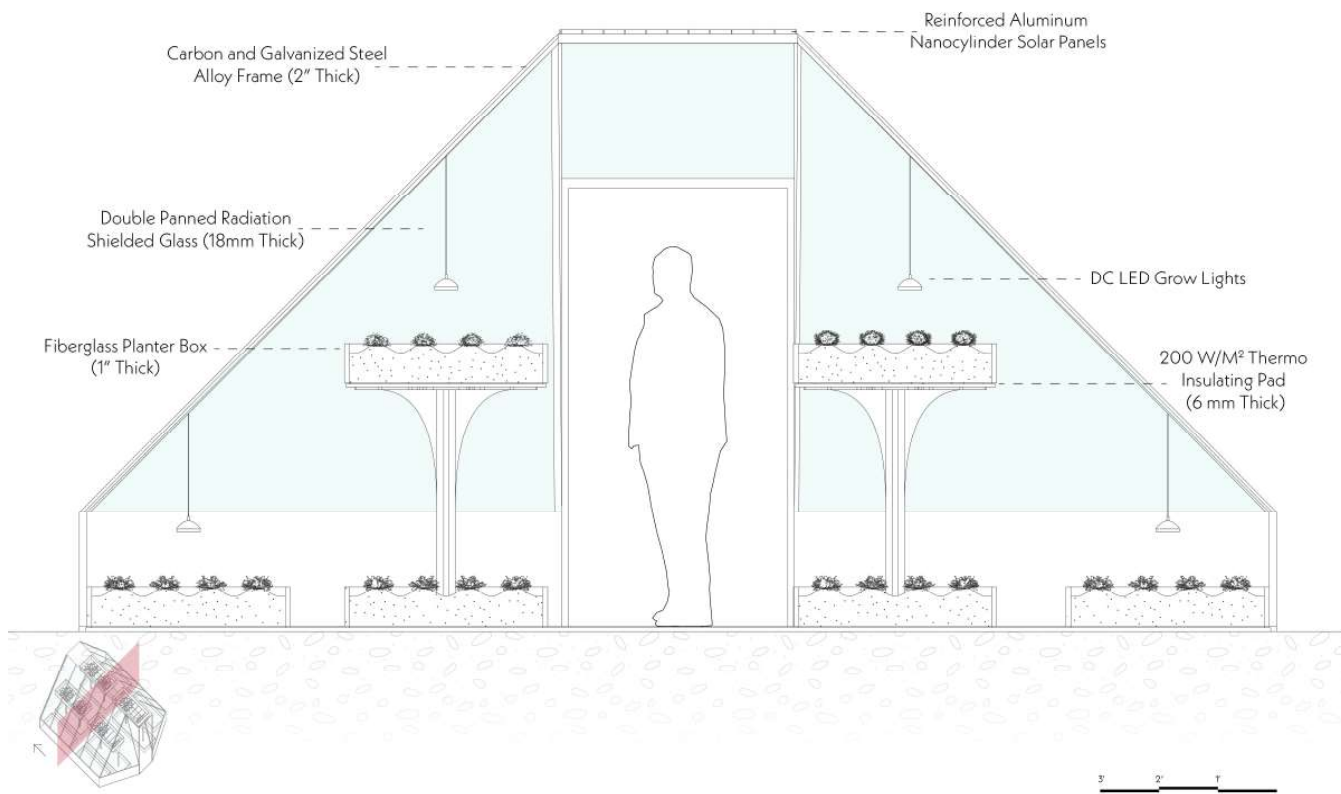 Reinforced Aluminum
Nanocylinder Solar Panels
Carbon and Galvanized Steel
Alloy Frame (2" Thick)
Double Panned Radiation
Shielded Glass (18mm Thick)
DC LED Grow Lights
Fiberglass Planter Box
(1" Thick)
200 W/M² Thermo
Insulating Pad
(6 mm Thick)
3' 2' 1'